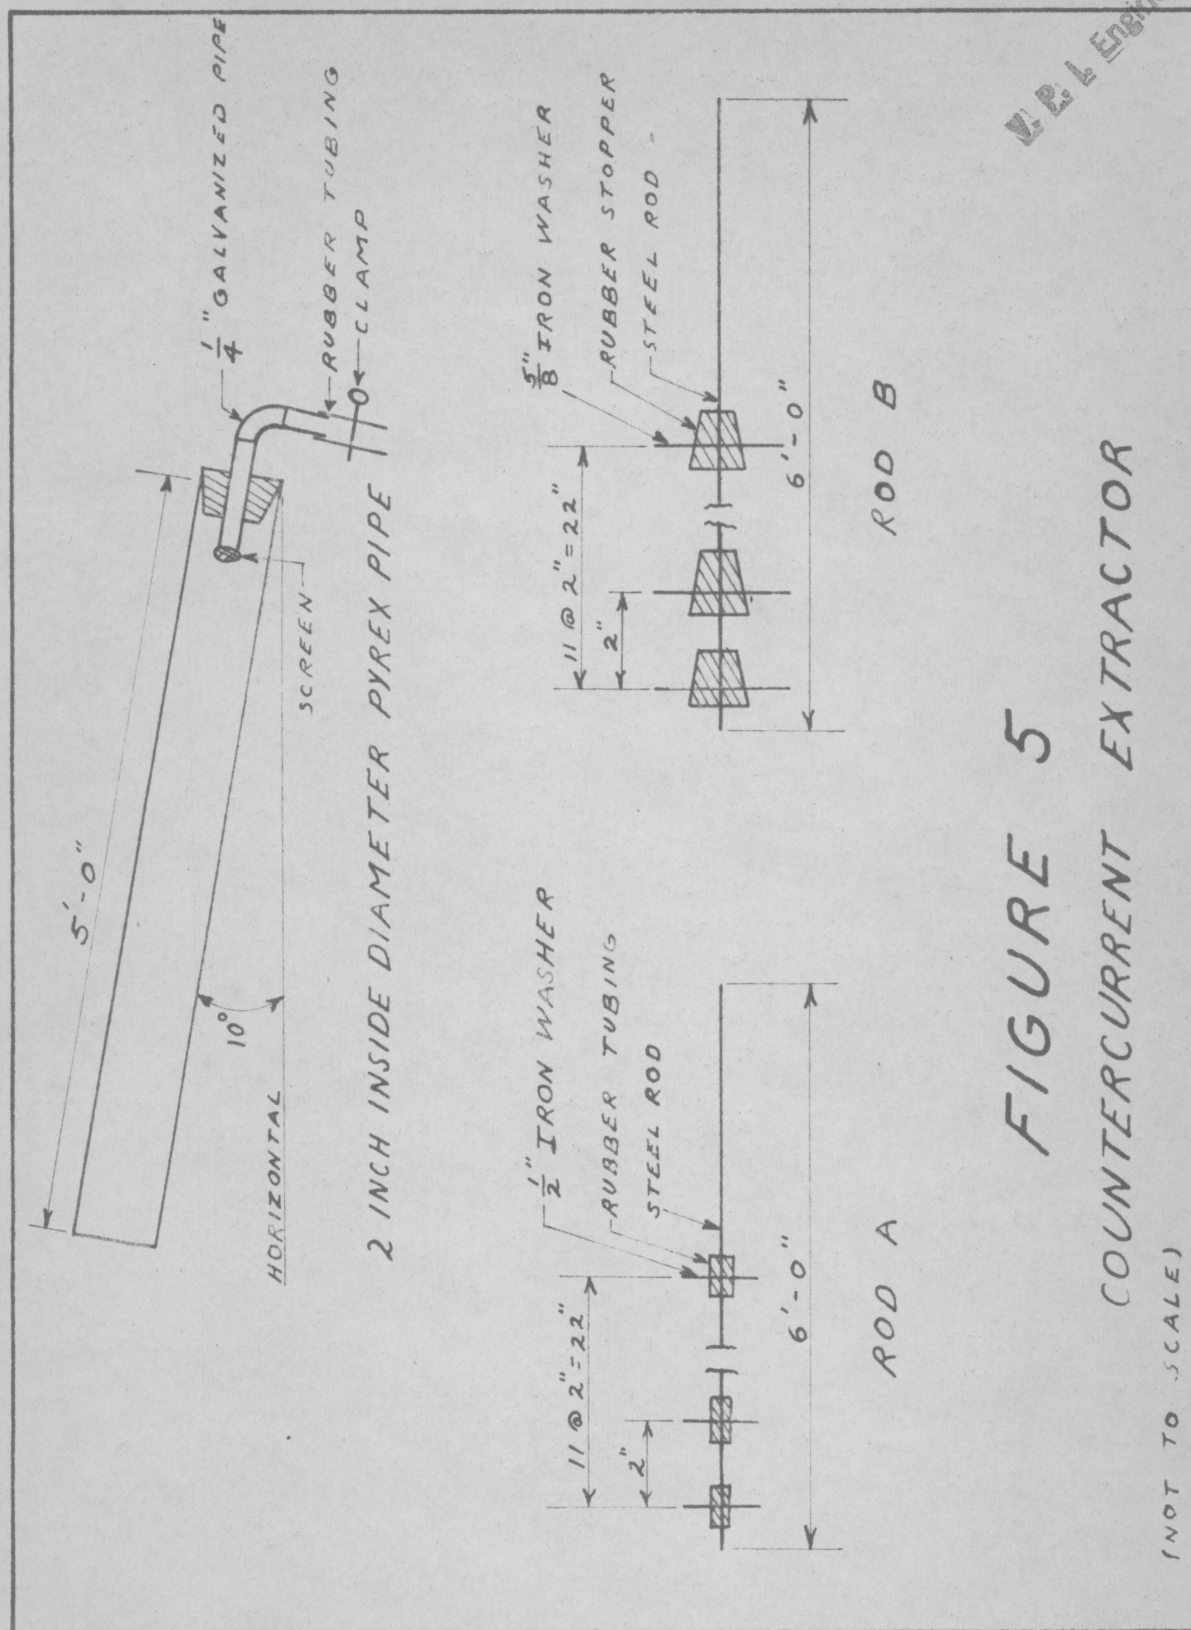 5'-0"
1/4" GALVANIZED PIPE
RUBBER TUBING
CLAMP
SCREEN
10°
HORIZONTAL
2 INCH INSIDE DIAMETER PYREX PIPE
1/2" IRON WASHER
RUBBER TUBING
STEEL ROD
11 @ 2" = 22"
2"
6'-0"
ROD A
5/8" IRON WASHER
RUBBER STOPPER
STEEL ROD
11 @ 2" = 22"
2"
6'-0"
ROD B
FIGURE 5
COUNTERCURRENT EXTRACTOR
(NOT TO SCALE)
V. P. I.